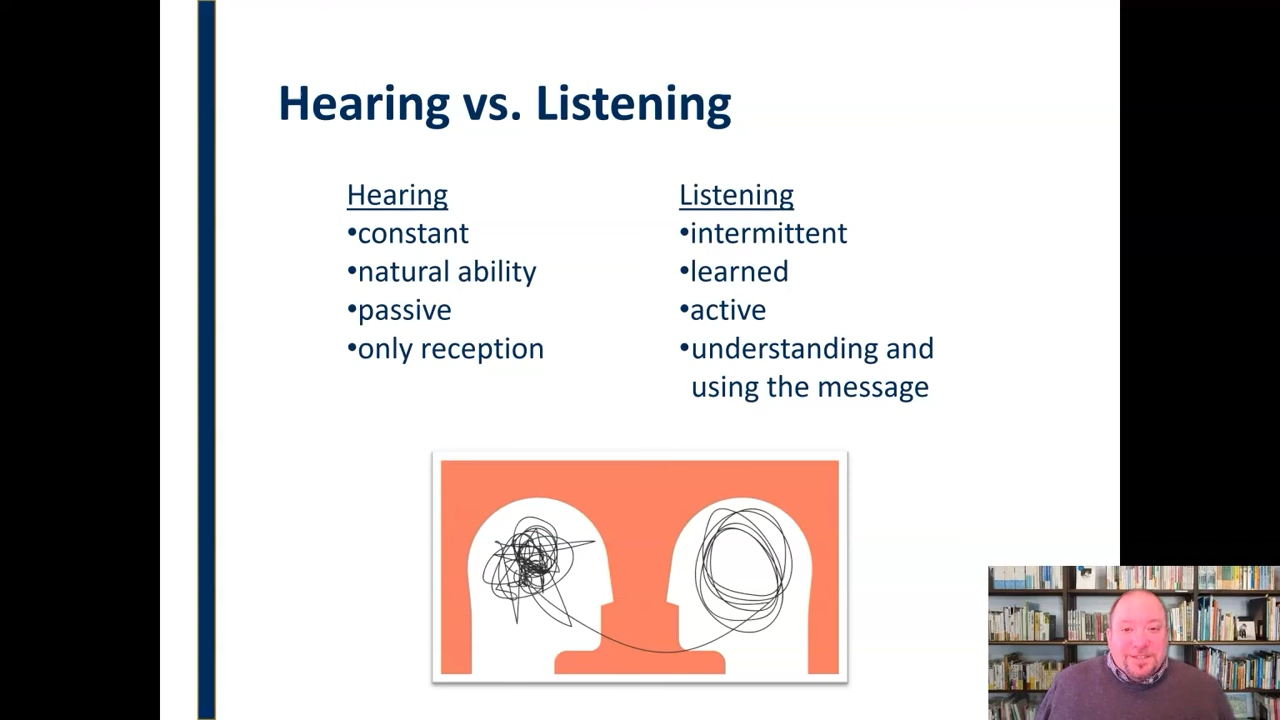 Hearing vs. Listening
Hearing
•constant
•natural ability
•passive
•only reception
Listening
•intermittent
•learned
•active
•understanding and
using the message